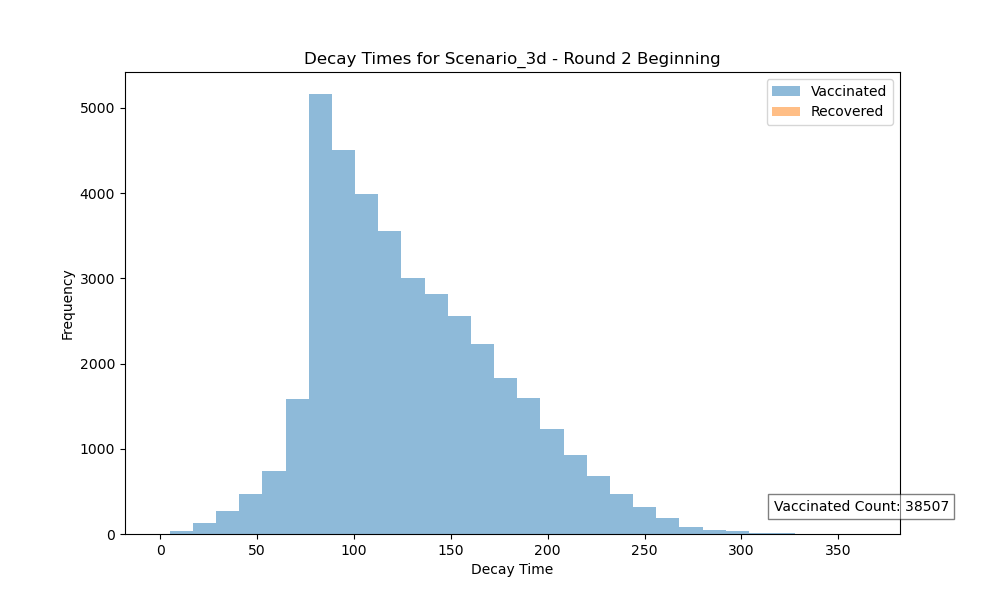 Decay Times for Scenario_3d - Round 2 Beginning
Vaccinated
Recovered
5000
4000
3000
2000
1000
0
Frequency
Vaccinated Count: 38507
0 50 100 150 200 250 300 350
Decay Time